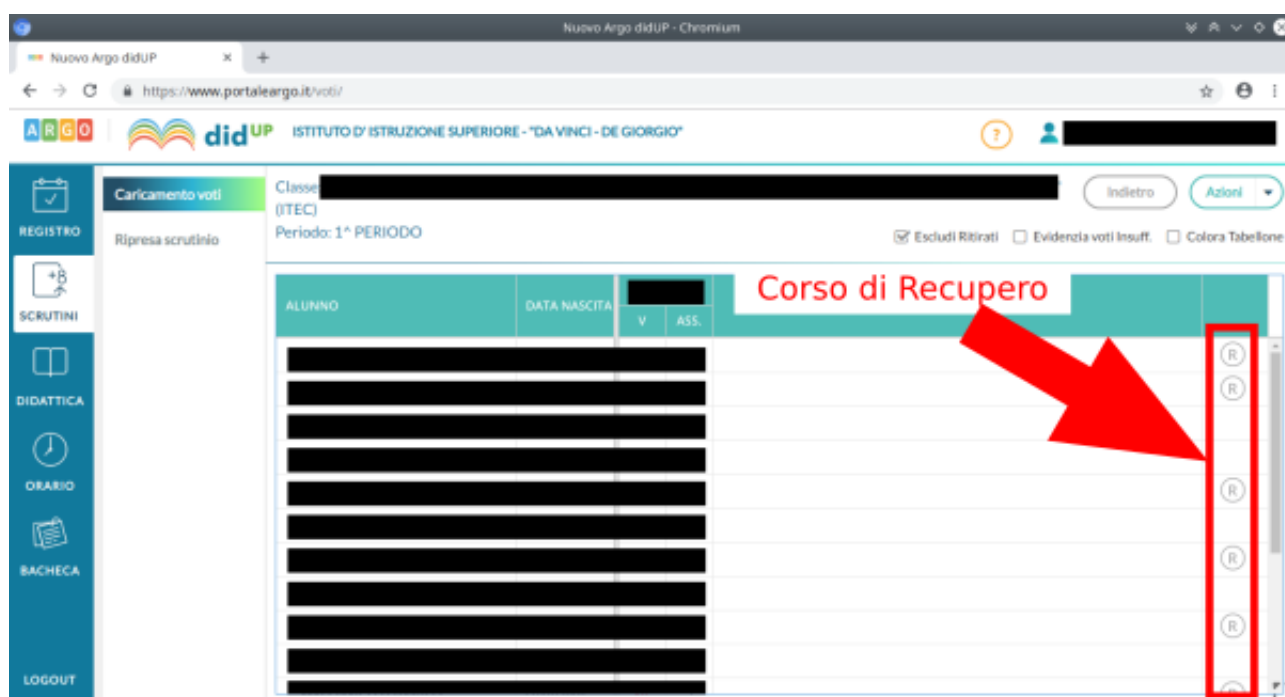 Nuovo Argo didUP - Chromium
Nuovo Argo didUP
https://www.portaleargo.it/voti/
ARGO didUP ISTITUTO D' ISTRUZIONE SUPERIORE - "DA VINCI - DE GIORGIO" ?
REGISTRO
SCRUTINI
DIDATTICA
ORARIO
BACHECA
LOGOUT
Caricamento voti
Ripresa scrutinio
Classe
(ITEC)
Periodo: 1^ PERIODO
Indietro
Azioni
Escludi Ritirati
Evidenzia voti Insuff.
Colora Tabellone
Corso di Recupero
ALUNNO
DATA NASCITA
V
ASS.
R
R
R
R
R